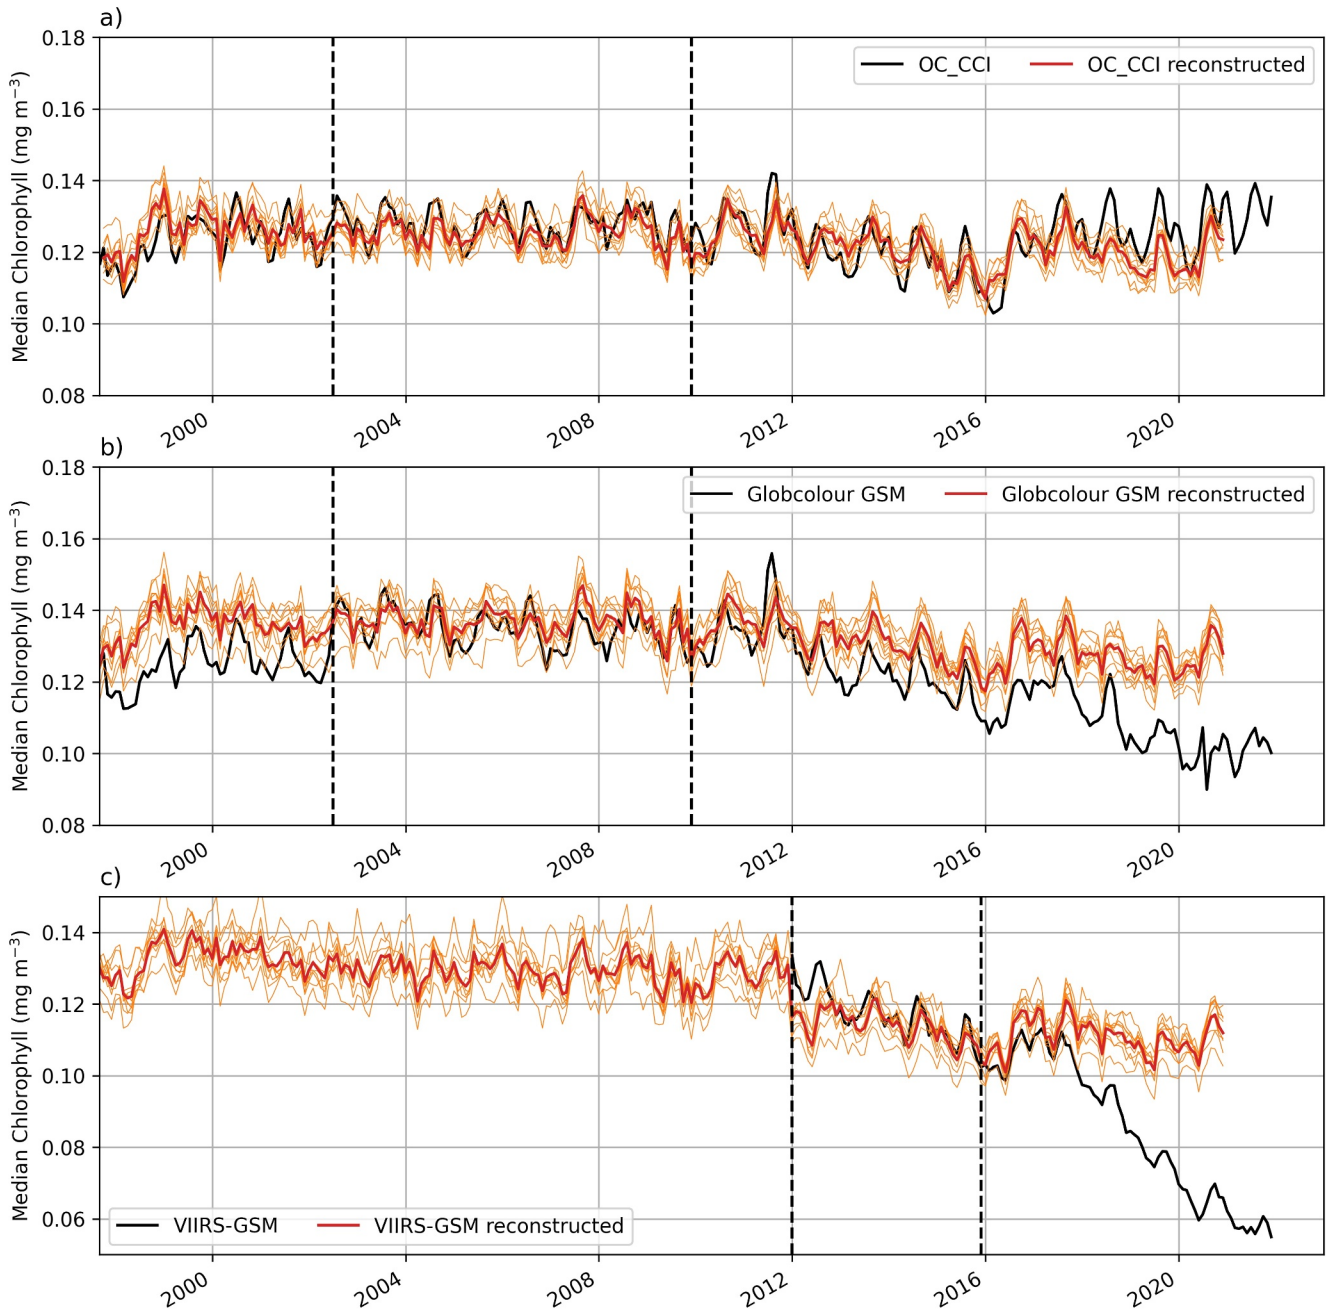 a)
0.18
0.16
0.14
0.12
0.10
0.08
Median Chlorophyll (mg m⁻³)
OC_CCI OC_CCI reconstructed
2000 2004 2008 2012 2016 2020
b)
0.18
0.16
0.14
0.12
0.10
0.08
Median Chlorophyll (mg m⁻³)
Globcolour GSM Globcolour GSM reconstructed
2000 2004 2008 2012 2016 2020
c)
0.14
0.12
0.10
0.08
0.06
Median Chlorophyll (mg m⁻³)
VIIRS-GSM VIIRS-GSM reconstructed
2000 2004 2008 2012 2016 2020